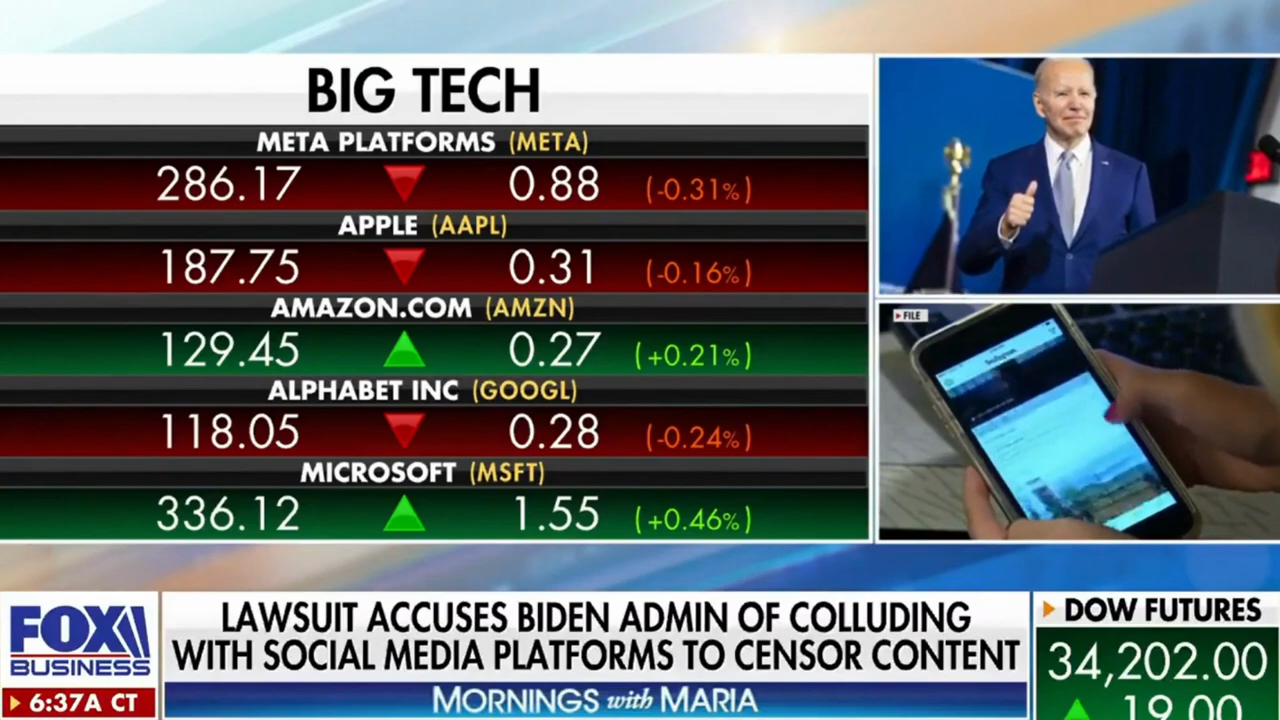 BIG TECH
META PLATFORMS (META)
286.17 ▼ 0.88 (-0.31%)
APPLE (AAPL)
187.75 ▼ 0.31 (-0.16%)
AMAZON.COM (AMZN)
129.45 ▲ 0.27 (+0.21%)
ALPHABET INC (GOOGL)
118.05 ▼ 0.28 (-0.24%)
MICROSOFT (MSFT)
336.12 ▲ 1.55 (+0.46%)
FILE
Instagram
FOX
BUSINESS
6:37A CT
LAWSUIT ACCUSES BIDEN ADMIN OF COLLUDING
WITH SOCIAL MEDIA PLATFORMS TO CENSOR CONTENT
MORNINGS with MARIA
DOW FUTURES
34,202.00
▲ 19.00